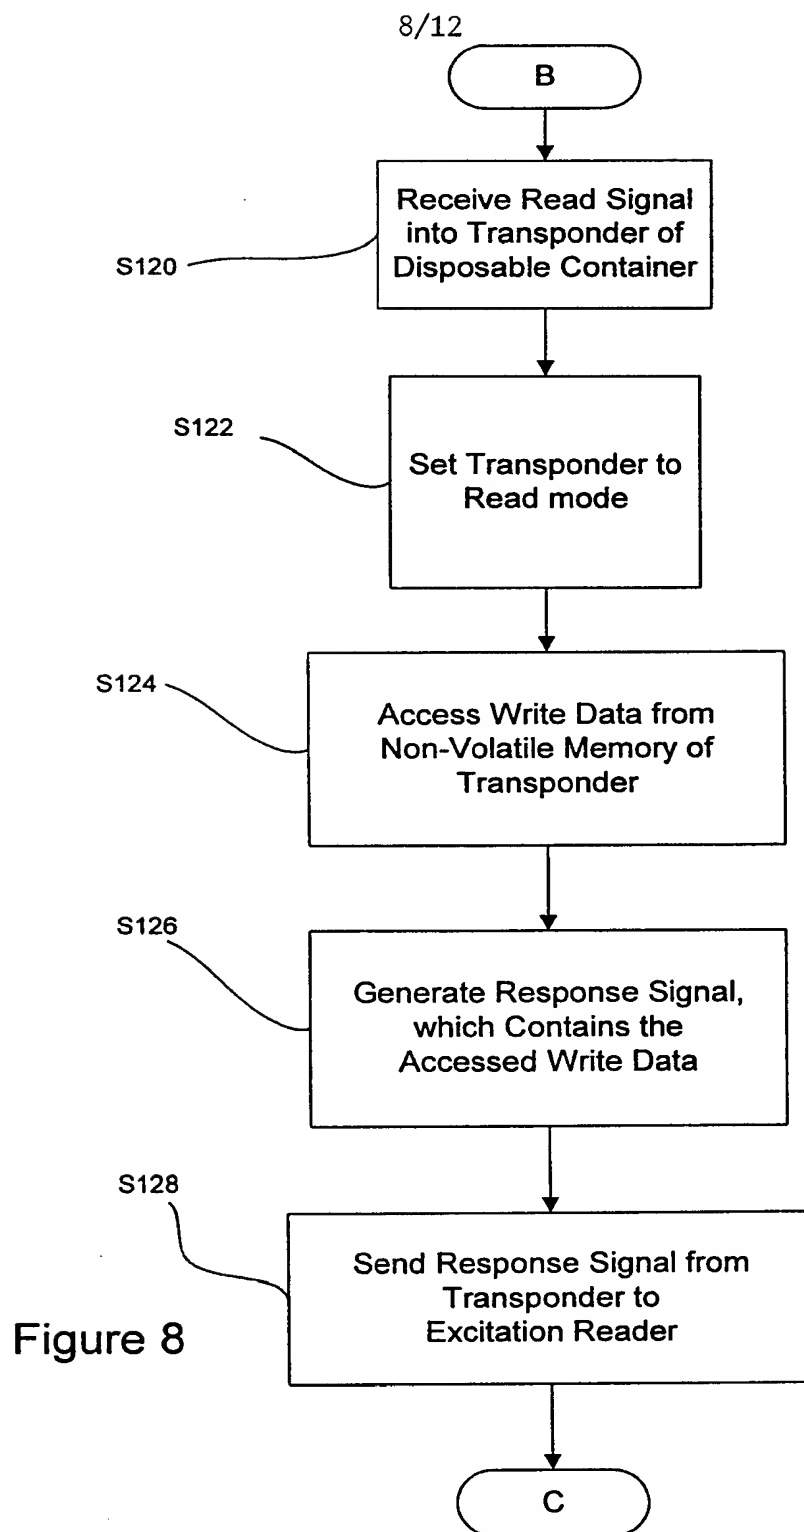 8/12
B
Receive Read Signal
into Transponder of
Disposable Container
S120
S122
Set Transponder to
Read mode
S124
Access Write Data from
Non-Volatile Memory of
Transponder
S126
Generate Response Signal,
which Contains the
Accessed Write Data
S128
Send Response Signal from
Transponder to
Excitation Reader
Figure 8
C